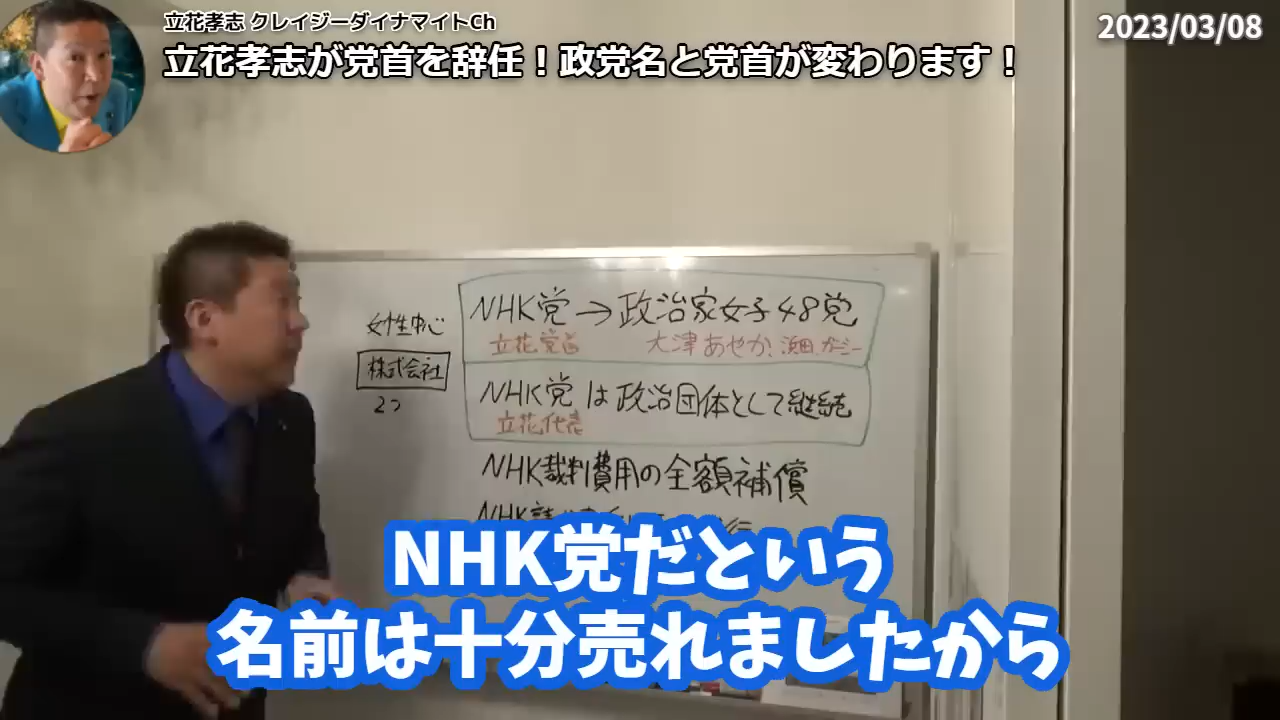 立花孝志 クレイジーダイナマイトCh
立花孝志が党首を辞任！政党名と党首が変わります！
2023/03/08
女性中心
株式会社
2つ
NHK党→政治家女子48党
立花党首 大津あやか、浜田、ガーシー
NHK党は政治団体として継続
立花代表
NHK裁判費用の全額補償
NHK
NHK党だという
名前は十分売れましたから